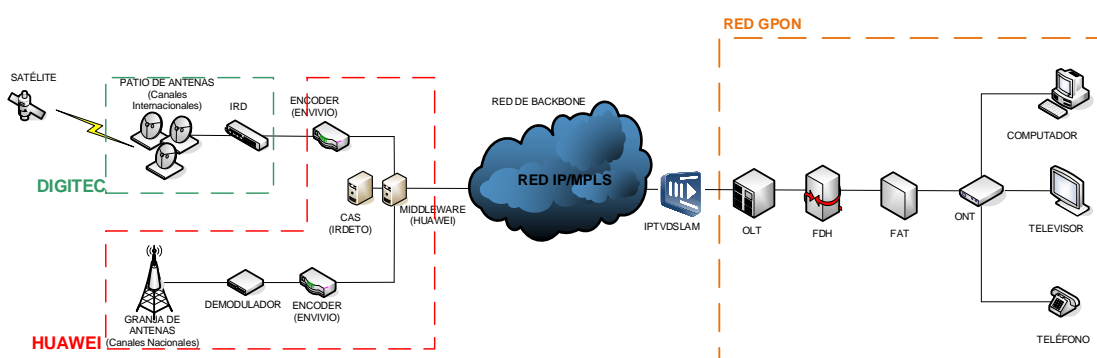 RED GPON
SATÉLITE
PATIO DE ANTENAS
(Canales
Internacionales)
IRD
ENCODER
(ENVIVIO)
RED DE BACKBONE
DIGITEC
RED IP/MPLS
CAS
(IRDETO)
MIDDLEWARE
(HUAWEI)
IPTVDSLAM
OLT
FDH
FAT
ONT
COMPUTADOR
TELEVISOR
TELÉFONO
DEMODULADOR
ENCODER
(ENVIVIO)
GRANJA DE
ANTENAS
(Canales Nacionales)
HUAWEI